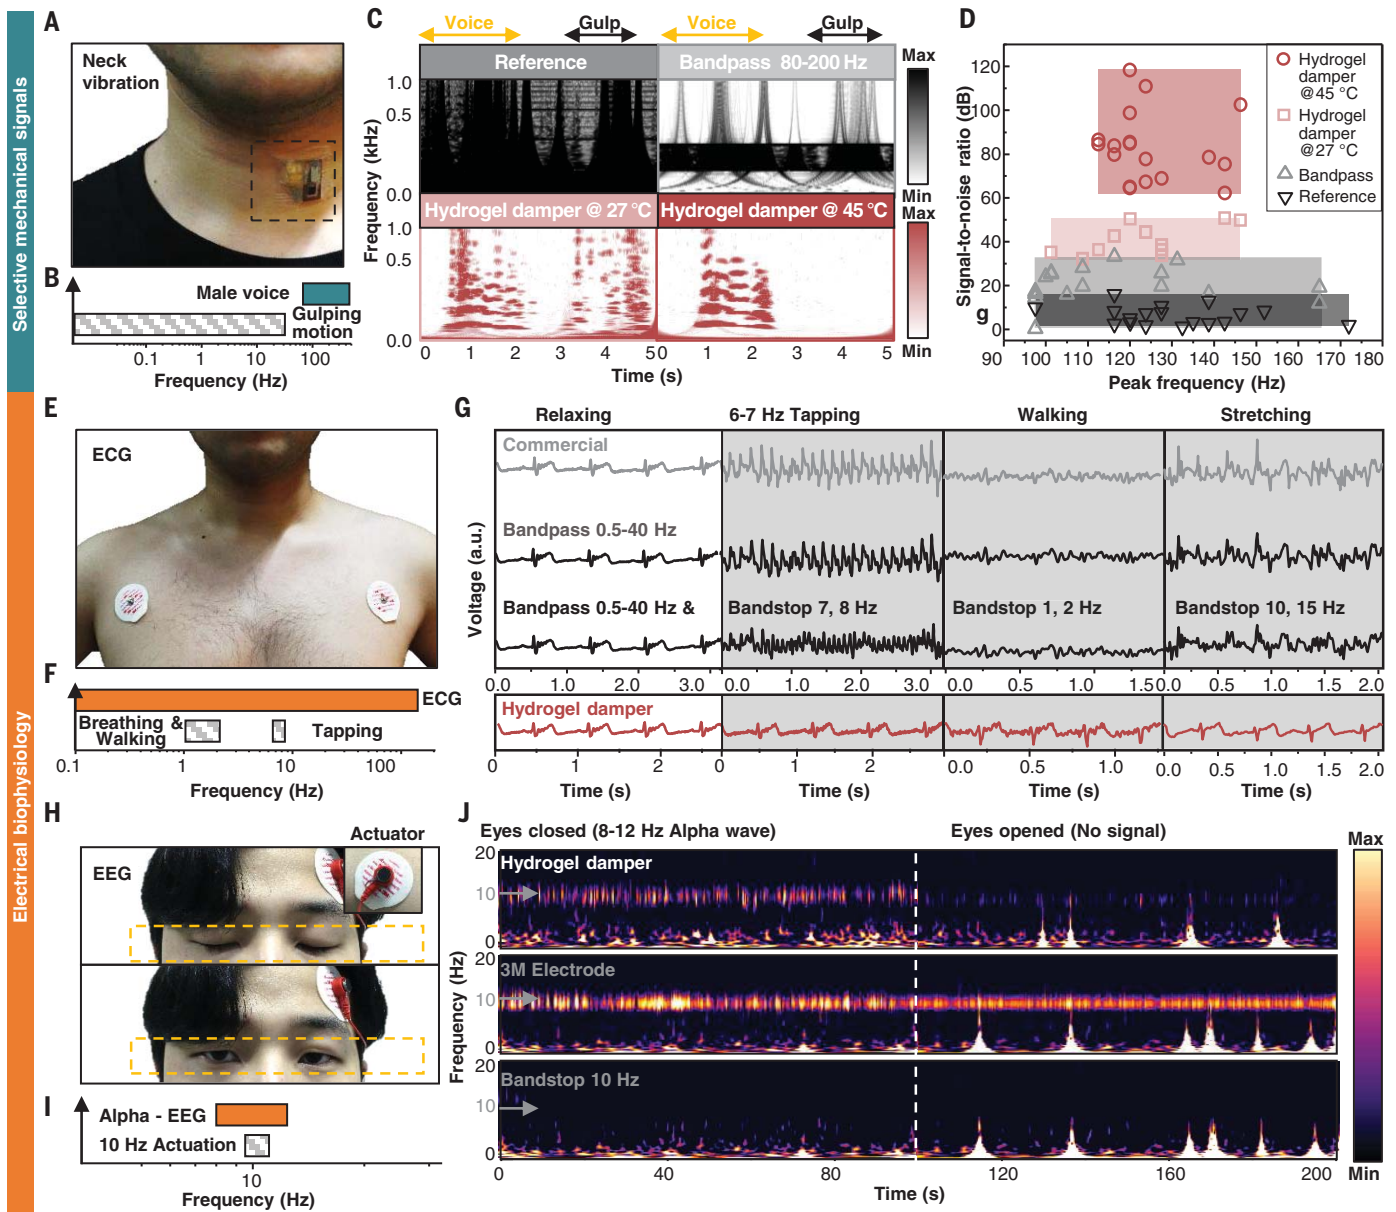 Selective mechanical signals
Electrical biophysiology
A
Neck
vibration
B
Male voice
Gulping
motion
0.1 1 10 100
Frequency (Hz)
C
Voice Gulp Voice Gulp
Reference Bandpass 80-200 Hz
1.0
0.5
0.0
Frequency (kHz)
Hydrogel damper @ 27 °C Hydrogel damper @ 45 °C
1.0
0.5
0.0
0 1 2 3 4 5 0 1 2 3 4 5
Time (s)
Max
Min
Max
Min
D
Signal-to-noise ratio (dB)
120
100
80
60
40
20
0
g
90 100 110 120 130 140 150 160 170 180
Peak frequency (Hz)
Hydrogel
damper
@45 °C
Hydrogel
damper
@27 °C
Bandpass
Reference
E
ECG
F
ECG
Breathing &
Walking
Tapping
0.1 1 10 100
Frequency (Hz)
G
Relaxing 6-7 Hz Tapping Walking Stretching
Commercial
Bandpass 0.5-40 Hz
Bandpass 0.5-40 Hz & Bandstop 7, 8 Hz Bandstop 1, 2 Hz Bandstop 10, 15 Hz
Voltage (a.u.)
0.0 1.0 2.0 3.0 0.0 1.0 2.0 3.0 0.0 0.5 1.0 1.5 0.0 0.5 1.0 1.5 2.0
Hydrogel damper
0 1 2 0 1 2 0.0 0.5 1.0 0.0 0.5 1.0 1.5 2.0
Time (s) Time (s) Time (s) Time (s)
H
Actuator
EEG
I
Alpha - EEG
10 Hz Actuation
10
Frequency (Hz)
J
Eyes closed (8-12 Hz Alpha wave) Eyes opened (No signal)
Hydrogel damper
20
10
0
3M Electrode
20
10
0
Bandstop 10 Hz
20
10
0
Frequency (Hz)
0 40 80 120 160 200
Time (s)
Max
Min